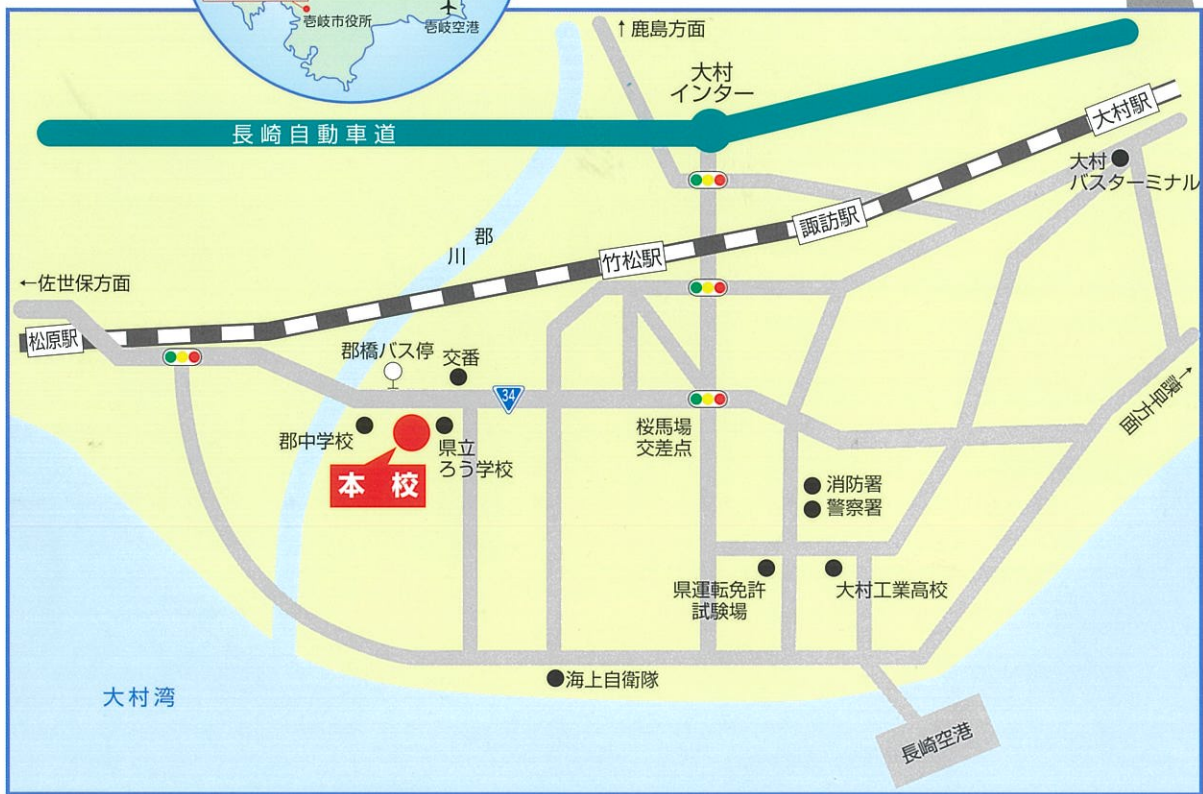 壱岐市役所
壱岐空港
↑鹿島方面
大村
インター
長崎自動車道
大村駅
大村
バスターミナル
諏訪駅
郡
川
竹松駅
←佐世保方面
松原駅
郡橋バス停
交番
34
←諫早方面
郡中学校
県立
ろう学校
本校
桜馬場
交差点
消防署
警察署
県運転免許
試験場
大村工業高校
海上自衛隊
大村湾
長崎空港